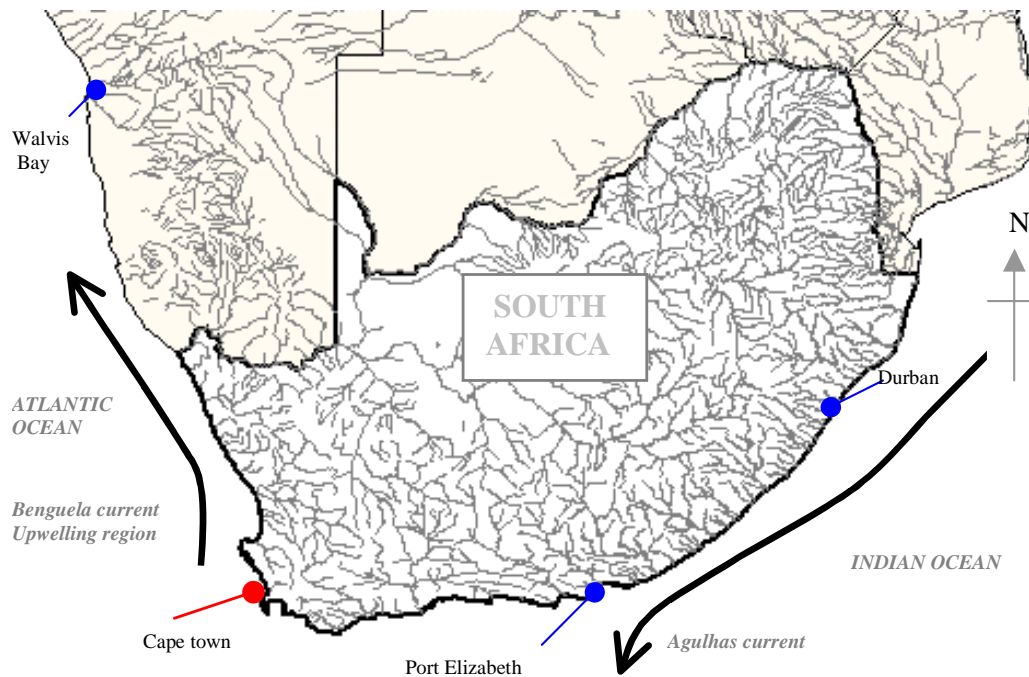 Walvis
Bay
N
SOUTH
AFRICA
Durban
ATLANTIC
OCEAN
Benguela current
Upwelling region
INDIAN OCEAN
Cape town
Agulhas current
Port Elizabeth